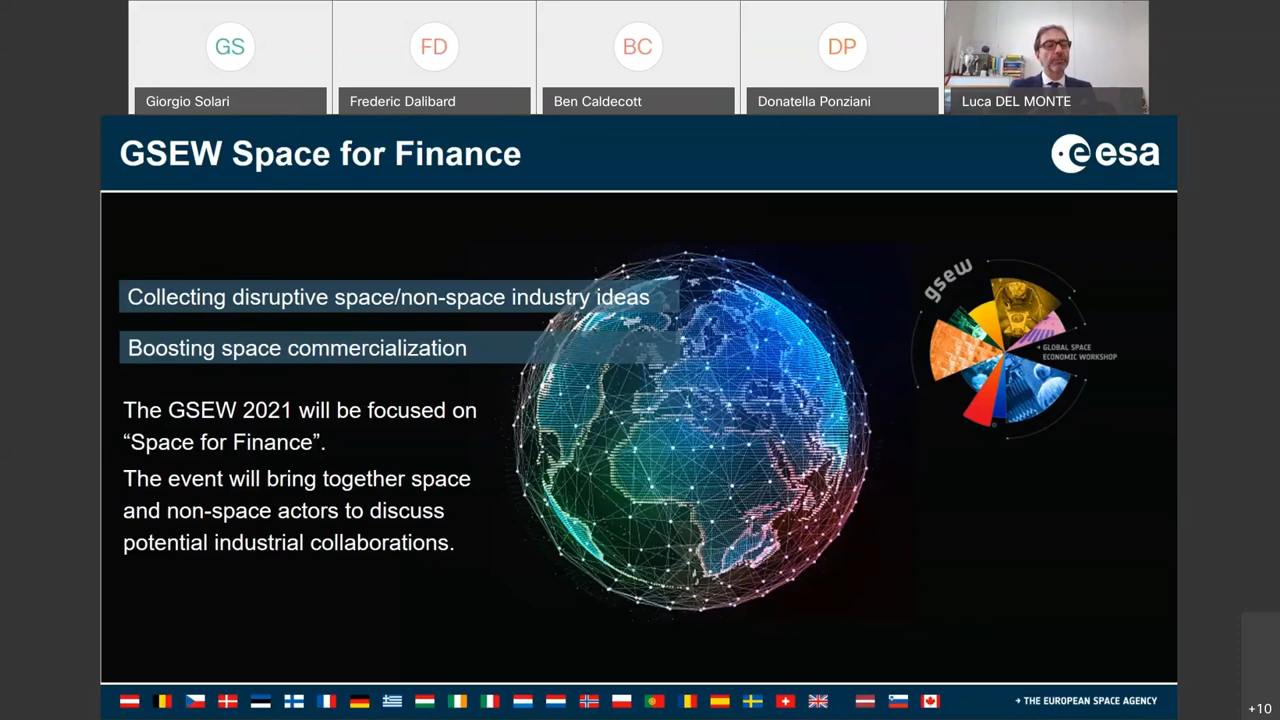 GS
FD
BC
DP
Giorgio Solari
Frederic Dalibard
Ben Caldecott
Donatella Ponziani
Luca DEL MONTE
GSEW Space for Finance
esa
Collecting disruptive space/non-space industry ideas
Boosting space commercialization
The GSEW 2021 will be focused on
“Space for Finance”.
The event will bring together space
and non-space actors to discuss
potential industrial collaborations.
gsew
→ GLOBAL SPACE
ECONOMIC WORKSHOP
→ THE EUROPEAN SPACE AGENCY
+10